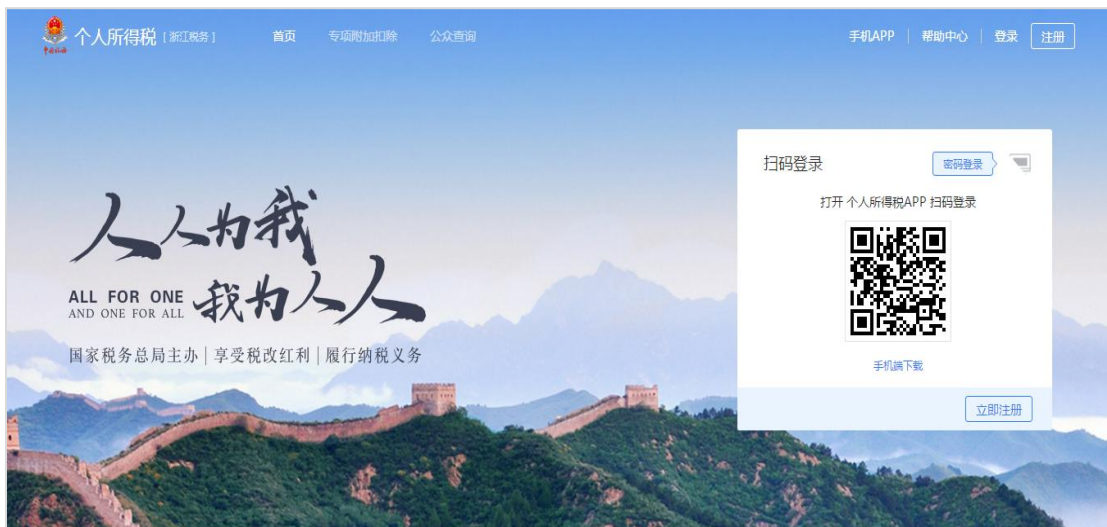 个人所得税 [ 浙江税务 ] 首页 专项附加扣除 公众查询 手机APP 帮助中心 登录 注册
扫码登录 密码登录
打开 个人所得税APP 扫码登录
人人为我
ALL FOR ONE
AND ONE FOR ALL
我为人人
国家税务总局主办 | 享受税改红利 | 履行纳税义务
手机端下载
立即注册